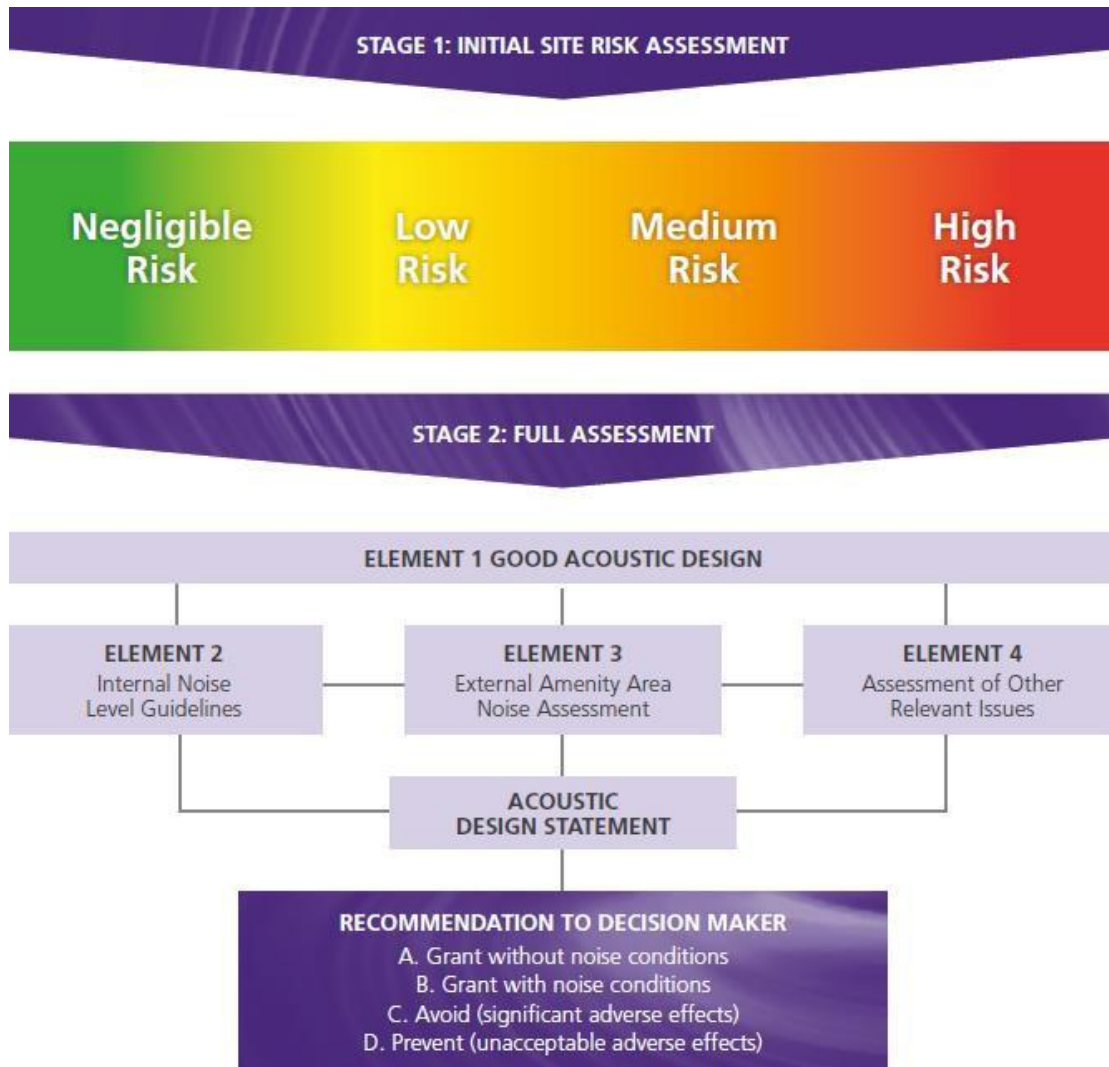 STAGE 1: INITIAL SITE RISK ASSESSMENT
Negligible
Risk
Low
Risk
Medium
Risk
High
Risk
STAGE 2: FULL ASSESSMENT
ELEMENT 1 GOOD ACOUSTIC DESIGN
ELEMENT 2
Internal Noise
Level Guidelines
ELEMENT 3
External Amenity Area
Noise Assessment
ELEMENT 4
Assessment of Other
Relevant Issues
ACOUSTIC
DESIGN STATEMENT
RECOMMENDATION TO DECISION MAKER
A. Grant without noise conditions
B. Grant with noise conditions
C. Avoid (significant adverse effects)
D. Prevent (unacceptable adverse effects)